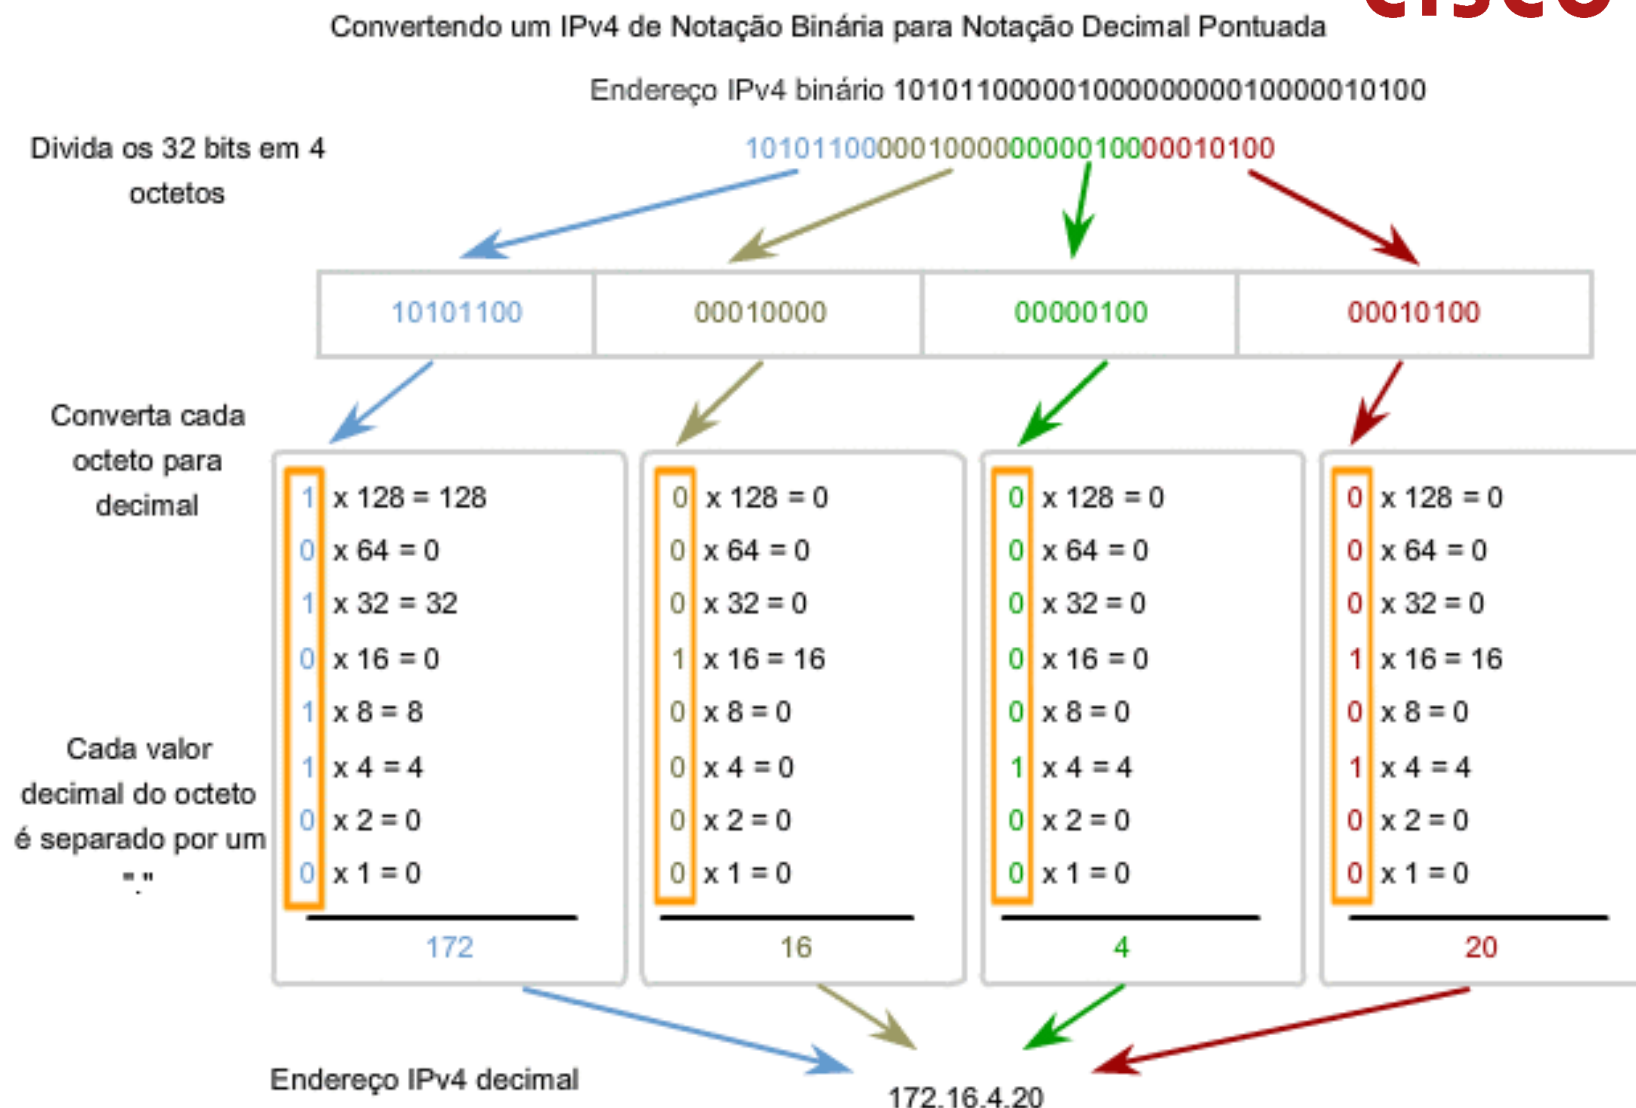 cisco
Convertendo um IPv4 de Notação Binária para Notação Decimal Pontuada
Endereço IPv4 binário 10101100000100000000010000010100
Divida os 32 bits em 4
octetos
10101100000100000000010000010100
10101100 00010000 00000100 00010100
Converta cada
octeto para
decimal
1 x 128 = 128
0 x 64 = 0
1 x 32 = 32
0 x 16 = 0
1 x 8 = 8
1 x 4 = 4
0 x 2 = 0
0 x 1 = 0
172
0 x 128 = 0
0 x 64 = 0
0 x 32 = 0
1 x 16 = 16
0 x 8 = 0
0 x 4 = 0
0 x 2 = 0
0 x 1 = 0
16
0 x 128 = 0
0 x 64 = 0
0 x 32 = 0
0 x 16 = 0
0 x 8 = 0
1 x 4 = 4
0 x 2 = 0
0 x 1 = 0
4
0 x 128 = 0
0 x 64 = 0
0 x 32 = 0
1 x 16 = 16
0 x 8 = 0
1 x 4 = 4
0 x 2 = 0
0 x 1 = 0
20
Cada valor
decimal do octeto
é separado por um
"."
Endereço IPv4 decimal
172.16.4.20